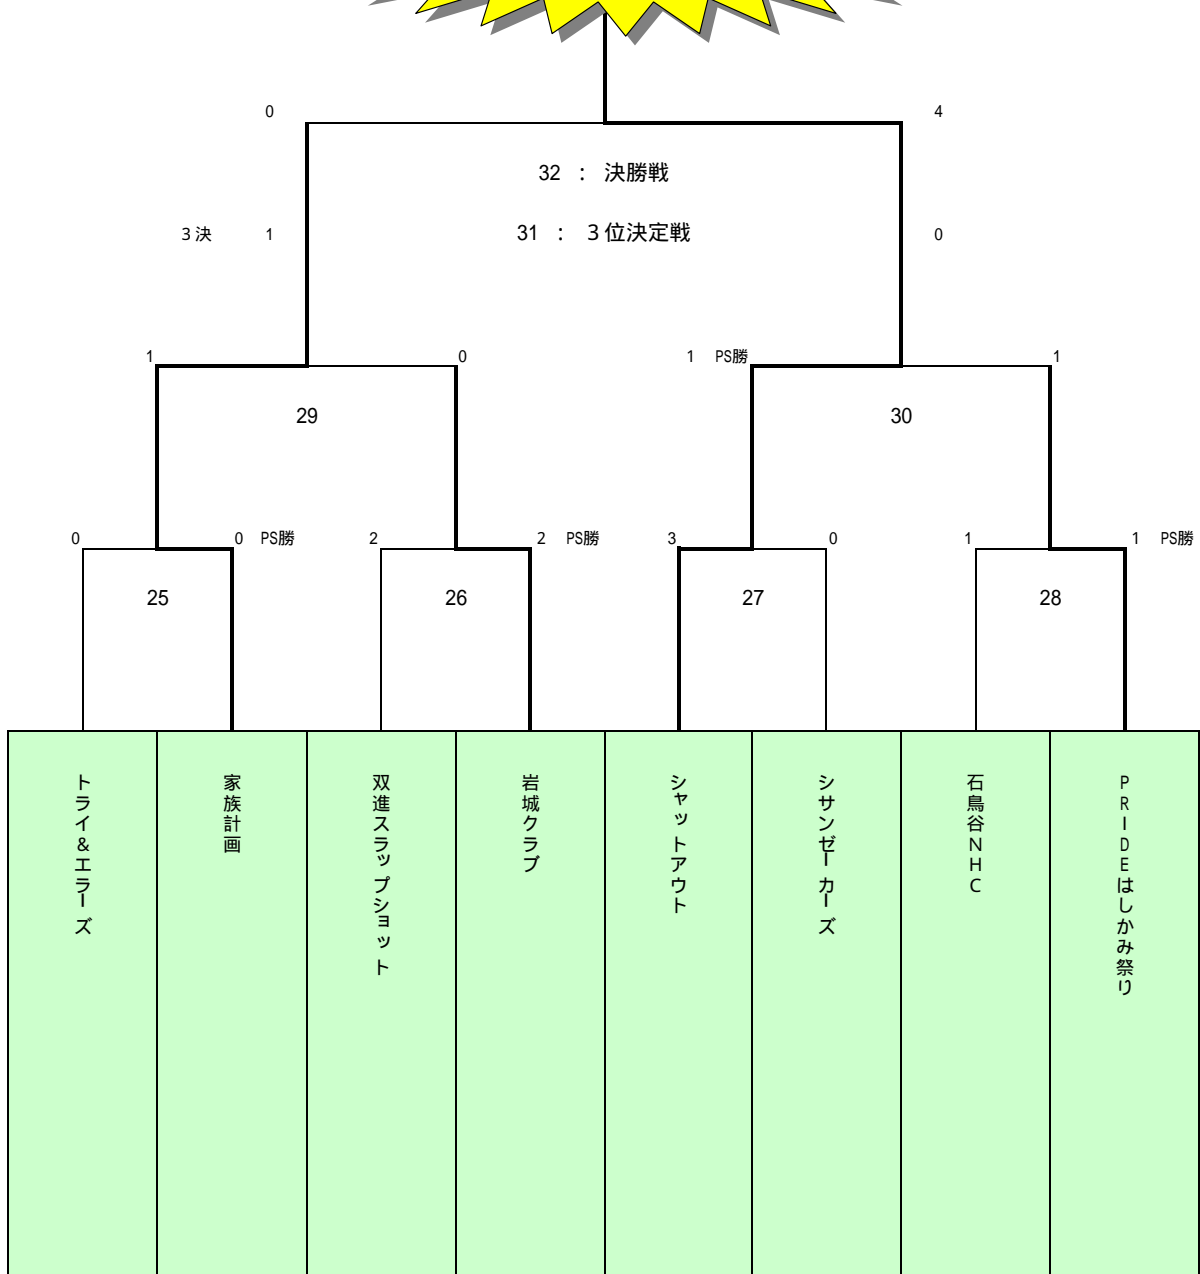 0 4
32 : 決勝戦
3決 1 31 : 3位決定戦 0
1 0 1 PS勝 1
29 30
0 0 PS勝 2 2 PS勝 3 0 1 1 PS勝
25 26 27 28
トライ&エラーズ
家族計画
双進スラップショット
岩城クラブ
シャットアウト
シサンゼーカーズ
石鳥谷NHC
PRIDEはしかみ祭り